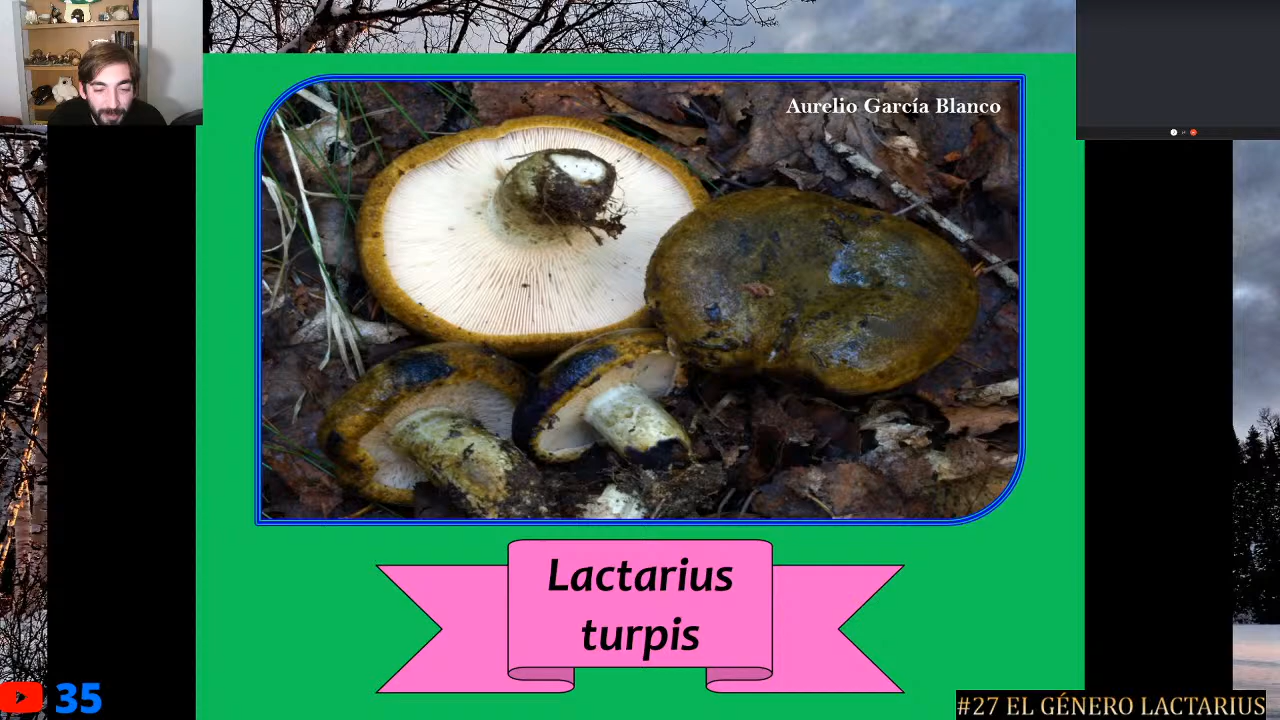 Aurelio García Blanco
Lactarius
turpis
35
#27 EL GÉNERO LACTARIUS